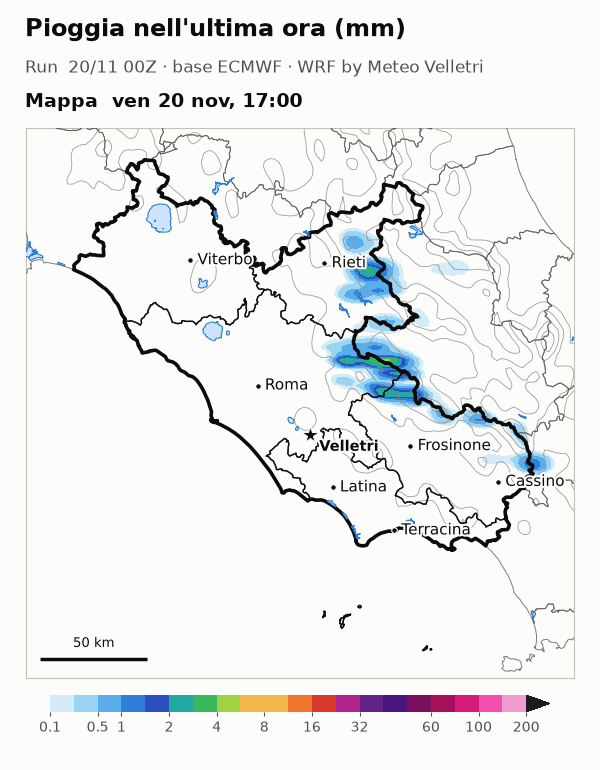 Pioggia nell'ultima ora (mm)
Run  20/11 00Z · base ECMWF · WRF by Meteo Velletri
Mappa  ven 20 nov, 17:00
Viterbo
Rieti
Roma
Velletri
Frosinone
Latina
Cassino
Terracina
50 km
0.1 0.5 1 2 4 8 16 32 60 100 200